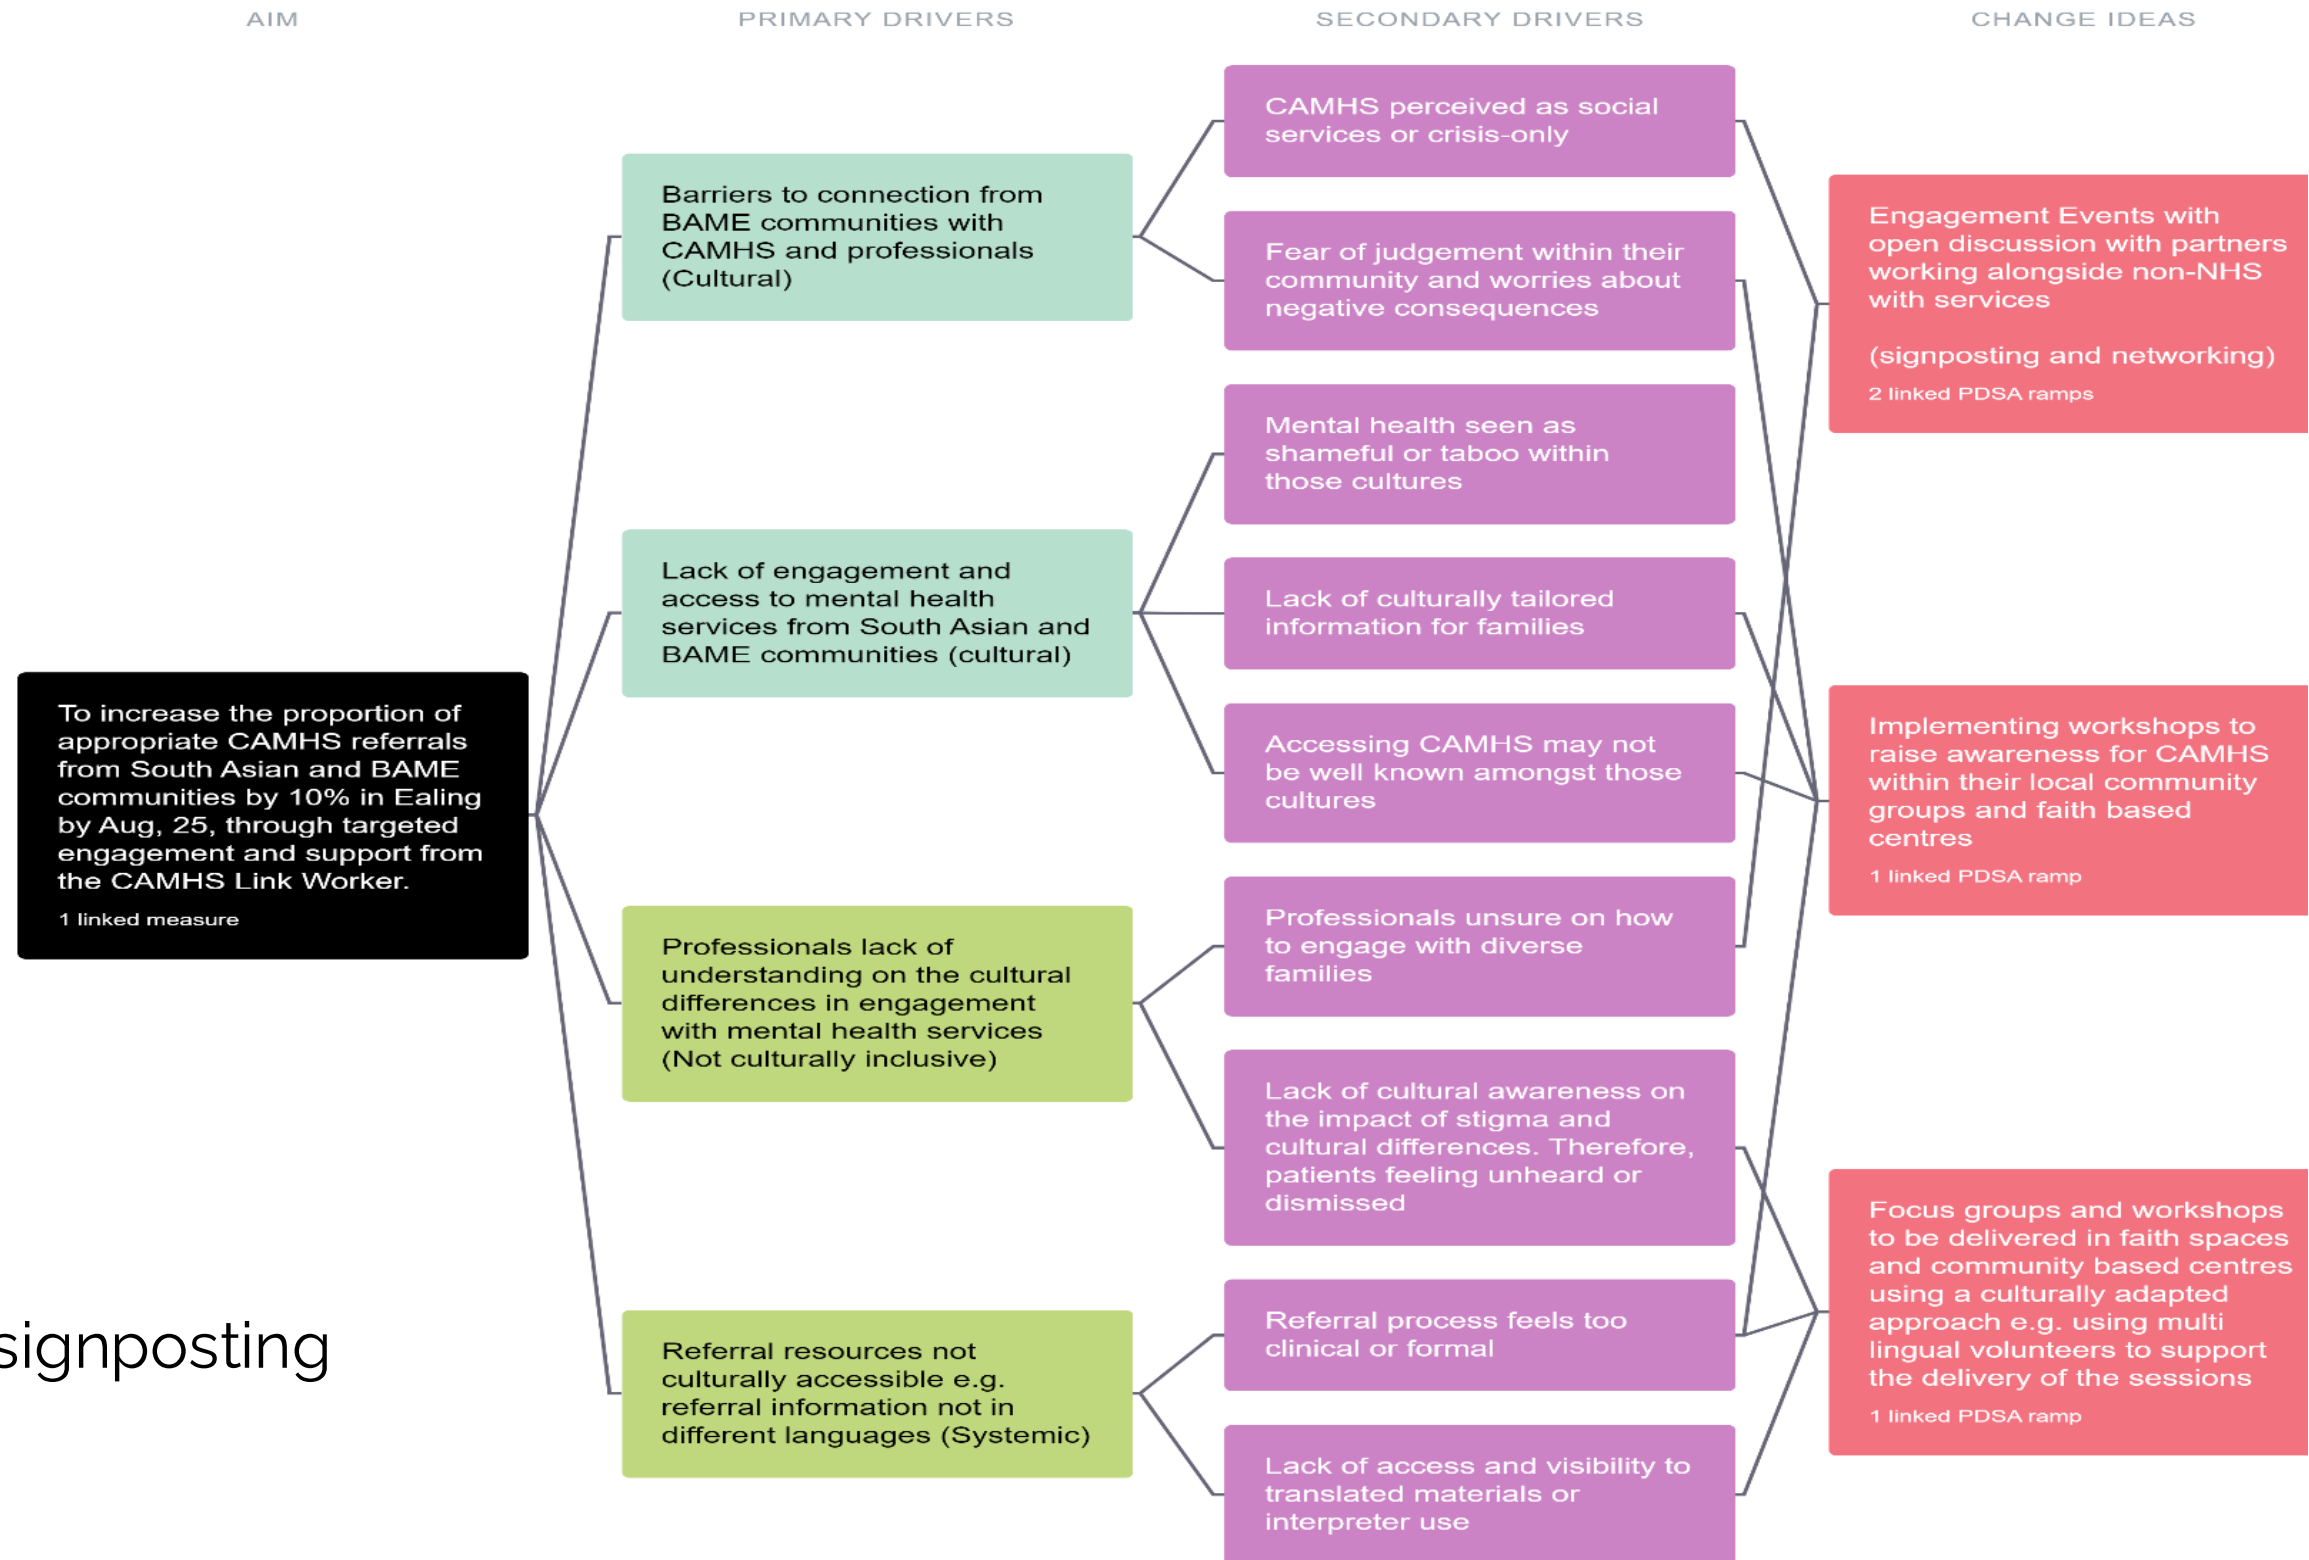 AIM
PRIMARY DRIVERS
SECONDARY DRIVERS
CHANGE IDEAS
To increase the proportion of
appropriate CAMHS referrals
from South Asian and BAME
communities by 10% in Ealing
by Aug, 25, through targeted
engagement and support from
the CAMHS Link Worker.
1 linked measure
signposting
Barriers to connection from
BAME communities with
CAMHS and professionals
(Cultural)
Lack of engagement and
access to mental health
services from South Asian and
BAME communities (cultural)
Professionals lack of
understanding on the cultural
differences in engagement
with mental health services
(Not culturally inclusive)
Referral resources not
culturally accessible e.g.
referral information not in
different languages (Systemic)
CAMHS perceived as social
services or crisis-only
Fear of judgement within their
community and worries about
negative consequences
Mental health seen as
shameful or taboo within
those cultures
Lack of culturally tailored
information for families
Accessing CAMHS may not
be well known amongst those
cultures
Professionals unsure on how
to engage with diverse
families
Lack of cultural awareness on
the impact of stigma and
cultural differences. Therefore,
patients feeling unheard or
dismissed
Referral process feels too
clinical or formal
Lack of access and visibility to
translated materials or
interpreter use
Engagement Events with
open discussion with partners
working alongside non-NHS
with services
(signposting and networking)
2 linked PDSA ramps
Implementing workshops to
raise awareness for CAMHS
within their local community
groups and faith based
centres
1 linked PDSA ramp
Focus groups and workshops
to be delivered in faith spaces
and community based centres
using a culturally adapted
approach e.g. using multi
lingual volunteers to support
the delivery of the sessions
1 linked PDSA ramp